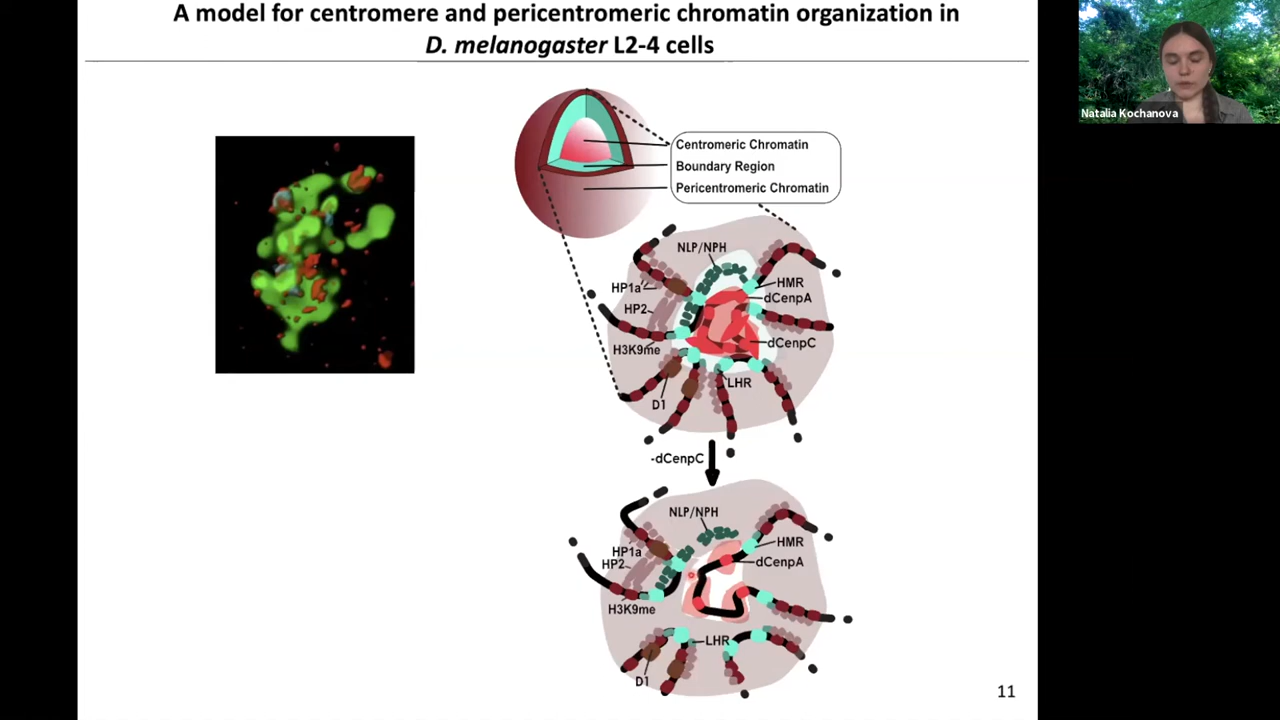 A model for centromere and pericentromeric chromatin organization in
D. melanogaster L2-4 cells
Natalia Kochanova
Centromeric Chromatin
Boundary Region
Pericentromeric Chromatin
NLP/NPH
HP1a
HMR
dCenpA
HP2
dCenpC
H3K9me
LHR
D1
-dCenpC
NLP/NPH
HMR
HP1a
HP2
dCenpA
H3K9me
LHR
D1
11